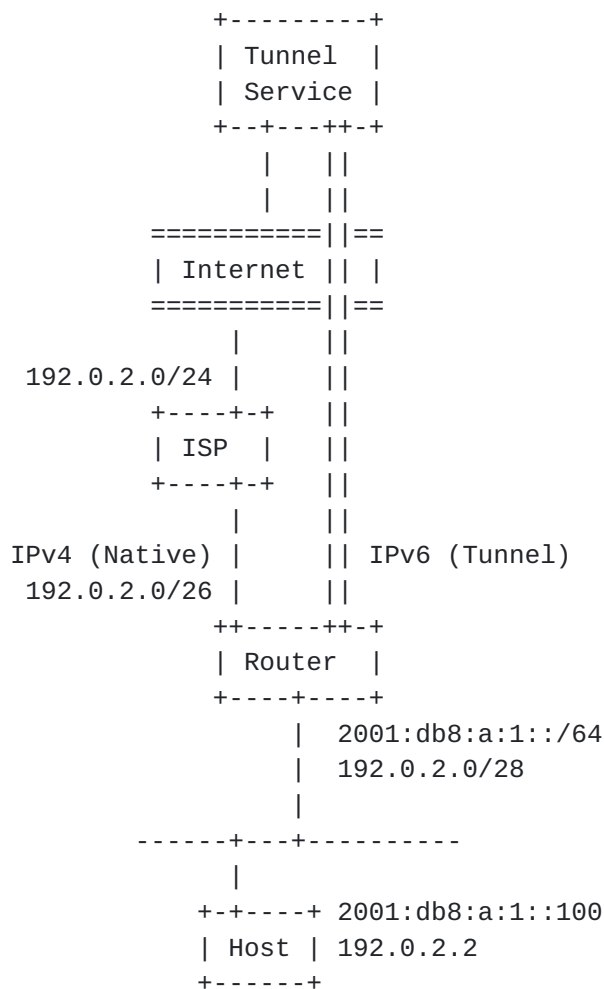 Tunnel
Service
Internet
192.0.2.0/24
ISP
IPv4 (Native) IPv6 (Tunnel)
192.0.2.0/26
Router
2001:db8:a:1::/64
192.0.2.0/28
2001:db8:a:1::100
Host 192.0.2.2